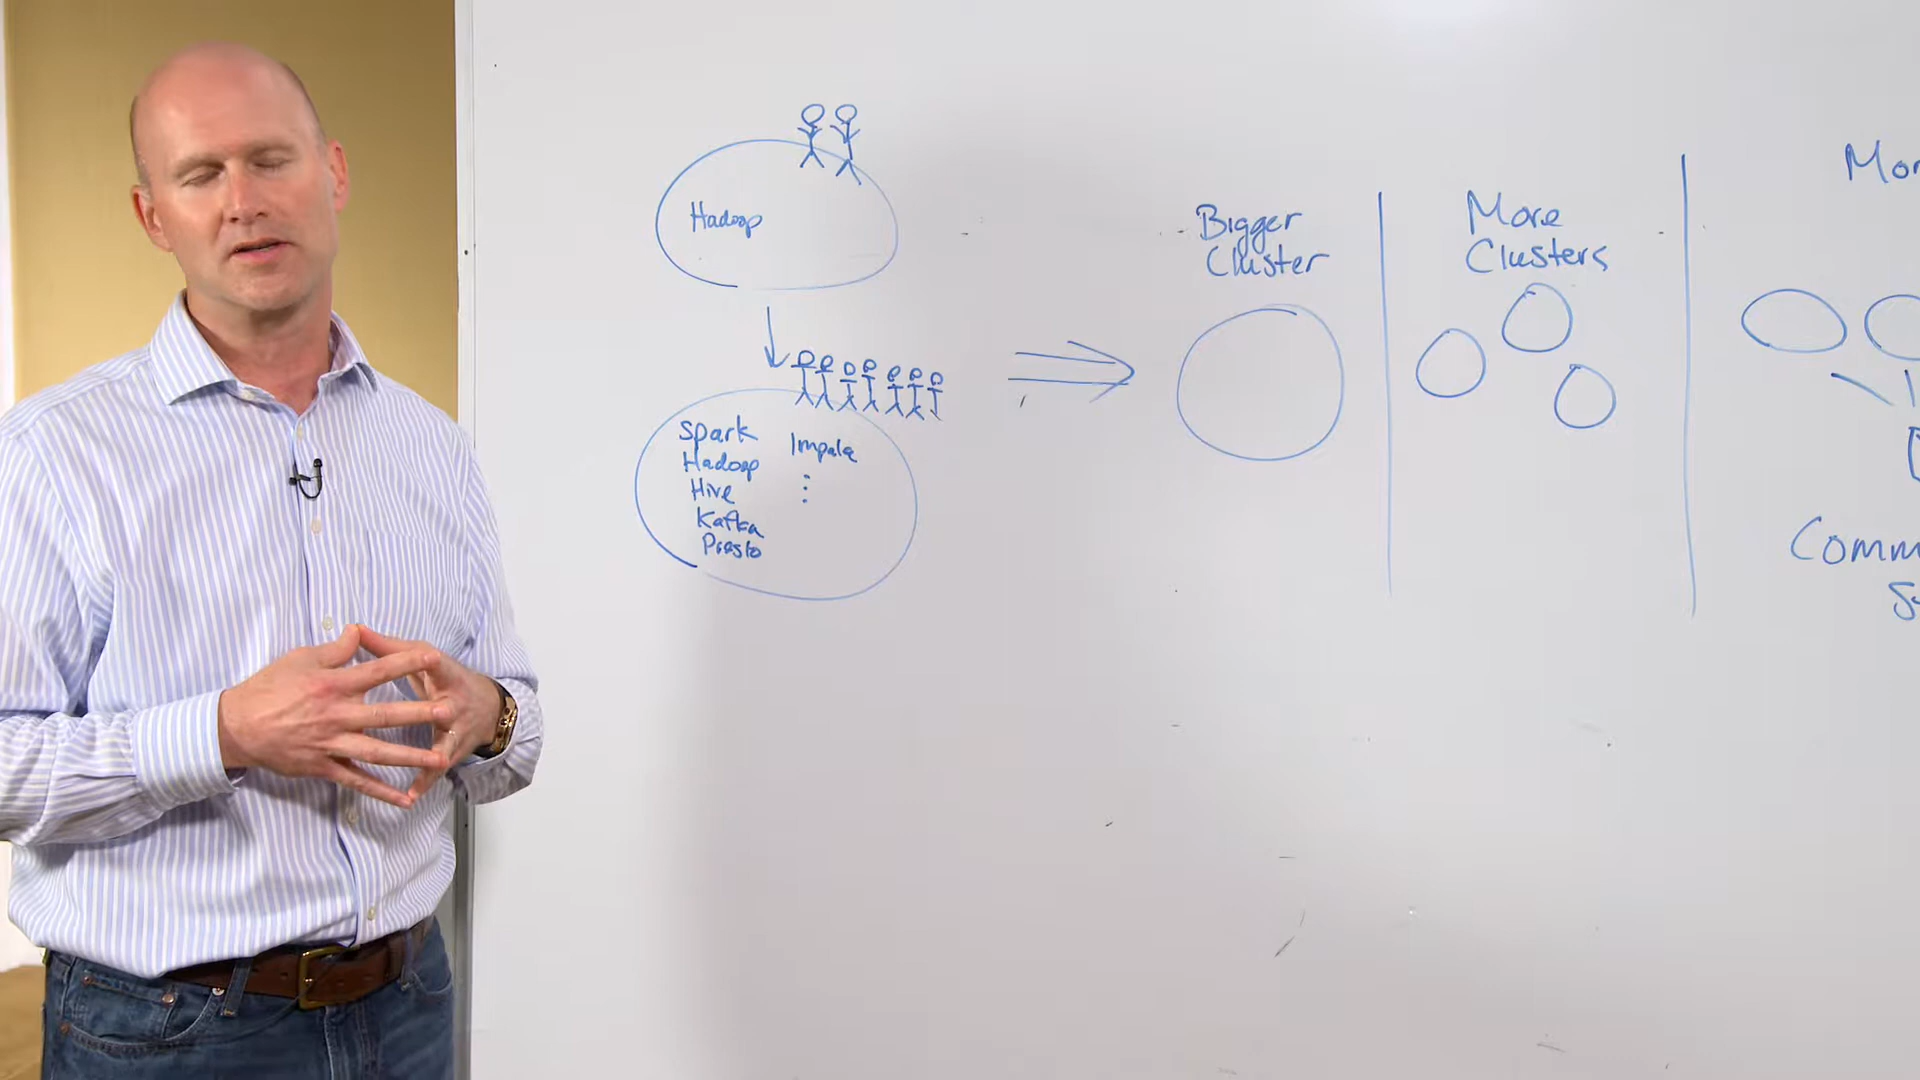 Hadoop
Spark
Hadoop
Hive
Kafka
Presto
Impala
Bigger
Cluster
More
Clusters